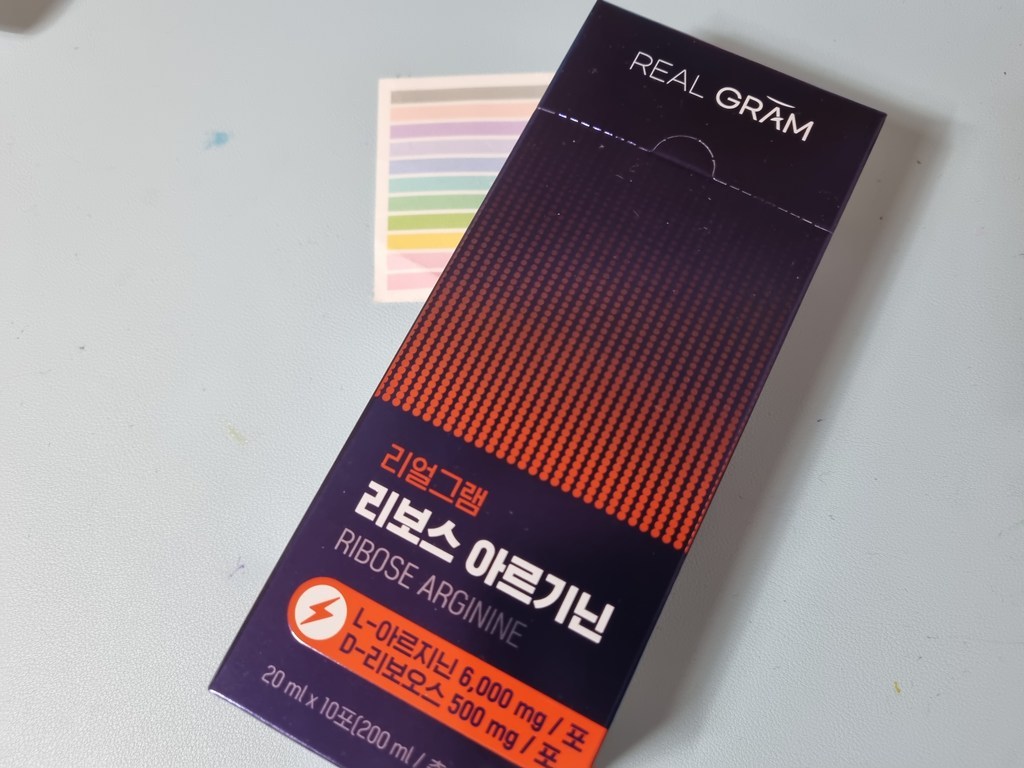 REAL GRAM
리얼그램
리보스 아르기닌
RIBOSE ARGININE
L-아르지닌 6,000 mg / 포
D-리보오스 500 mg / 포
20 ml x 10포(200 ml /